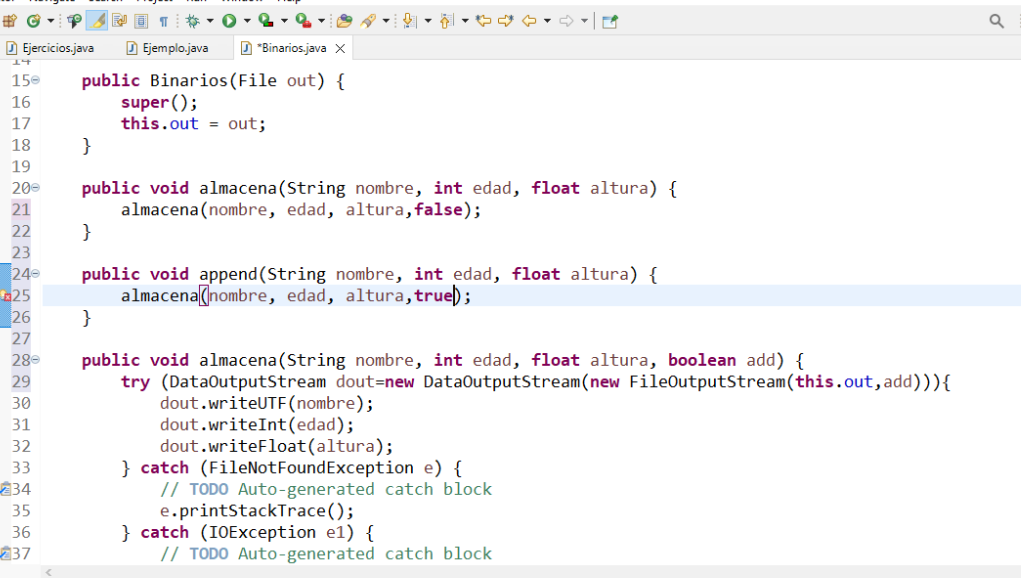 Ejercicios.java Ejemplo.java *Binarios.java
14
15 public Binarios(File out) {
16 super();
17 this.out = out;
18 }
19
20 public void almacena(String nombre, int edad, float altura) {
21 almacena(nombre, edad, altura,false);
22 }
23
24 public void append(String nombre, int edad, float altura) {
25 almacena(nombre, edad, altura,true);
26 }
27
28 public void almacena(String nombre, int edad, float altura, boolean add) {
29 try (DataOutputStream dout=new DataOutputStream(new FileOutputStream(this.out,add))){
30 dout.writeUTF(nombre);
31 dout.writeInt(edad);
32 dout.writeFloat(altura);
33 } catch (FileNotFoundException e) {
34 // TODO Auto-generated catch block
35 e.printStackTrace();
36 } catch (IOException e1) {
37 // TODO Auto-generated catch block